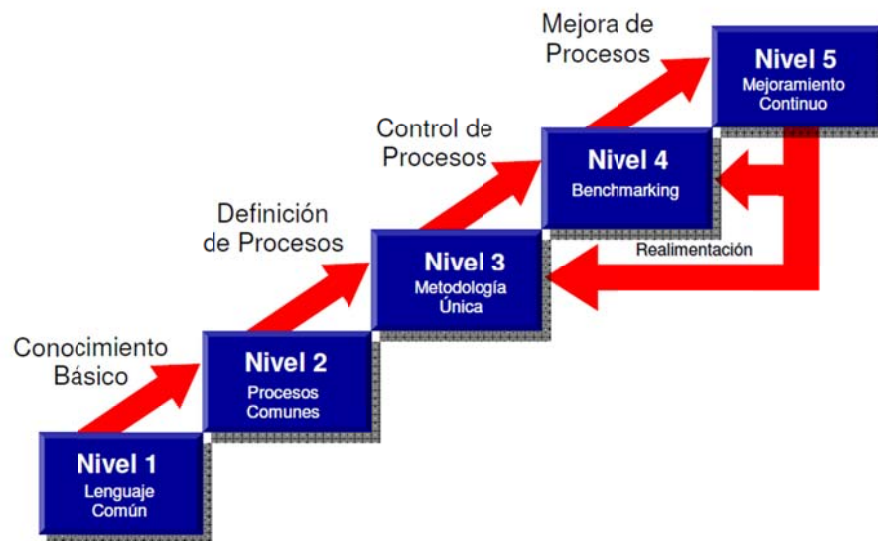 Mejora de
Procesos
Nivel 5
Mejoramiento
Continuo
Control de
Procesos
Nivel 4
Benchmarking
Definición
de Procesos
Nivel 3
Metodología
Única
Realimentación
Conocimiento
Básico
Nivel 2
Procesos
Comunes
Nivel 1
Lenguaje
Común